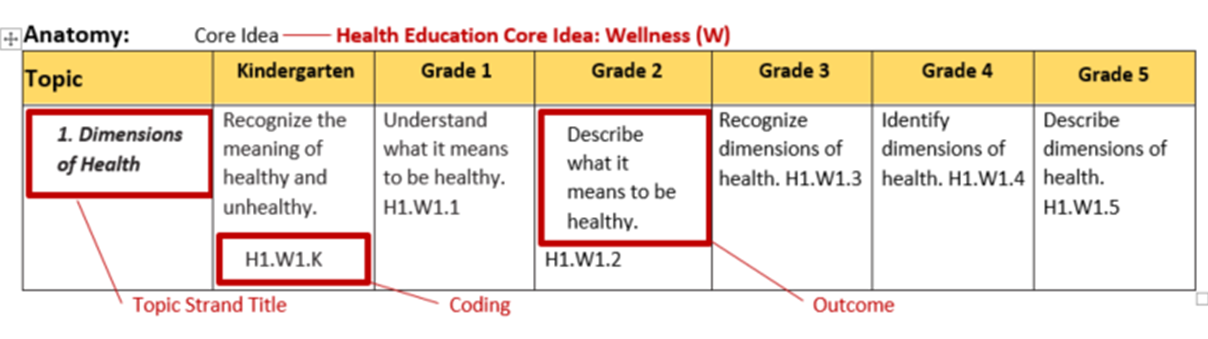 Anatomy: Core Idea Health Education Core Idea: Wellness (W)
Topic Kindergarten Grade 1 Grade 2 Grade 3 Grade 4 Grade 5
1. Dimensions
of Health
Recognize the
meaning of
healthy and
unhealthy.
H1.W1.K
Understand
what it means
to be healthy.
H1.W1.1
Describe
what it
means to be
healthy.
H1.W1.2
Recognize
dimensions of
health. H1.W1.3
Identify
dimensions of
health. H1.W1.4
Describe
dimensions of
health.
H1.W1.5
Topic Strand Title Coding Outcome